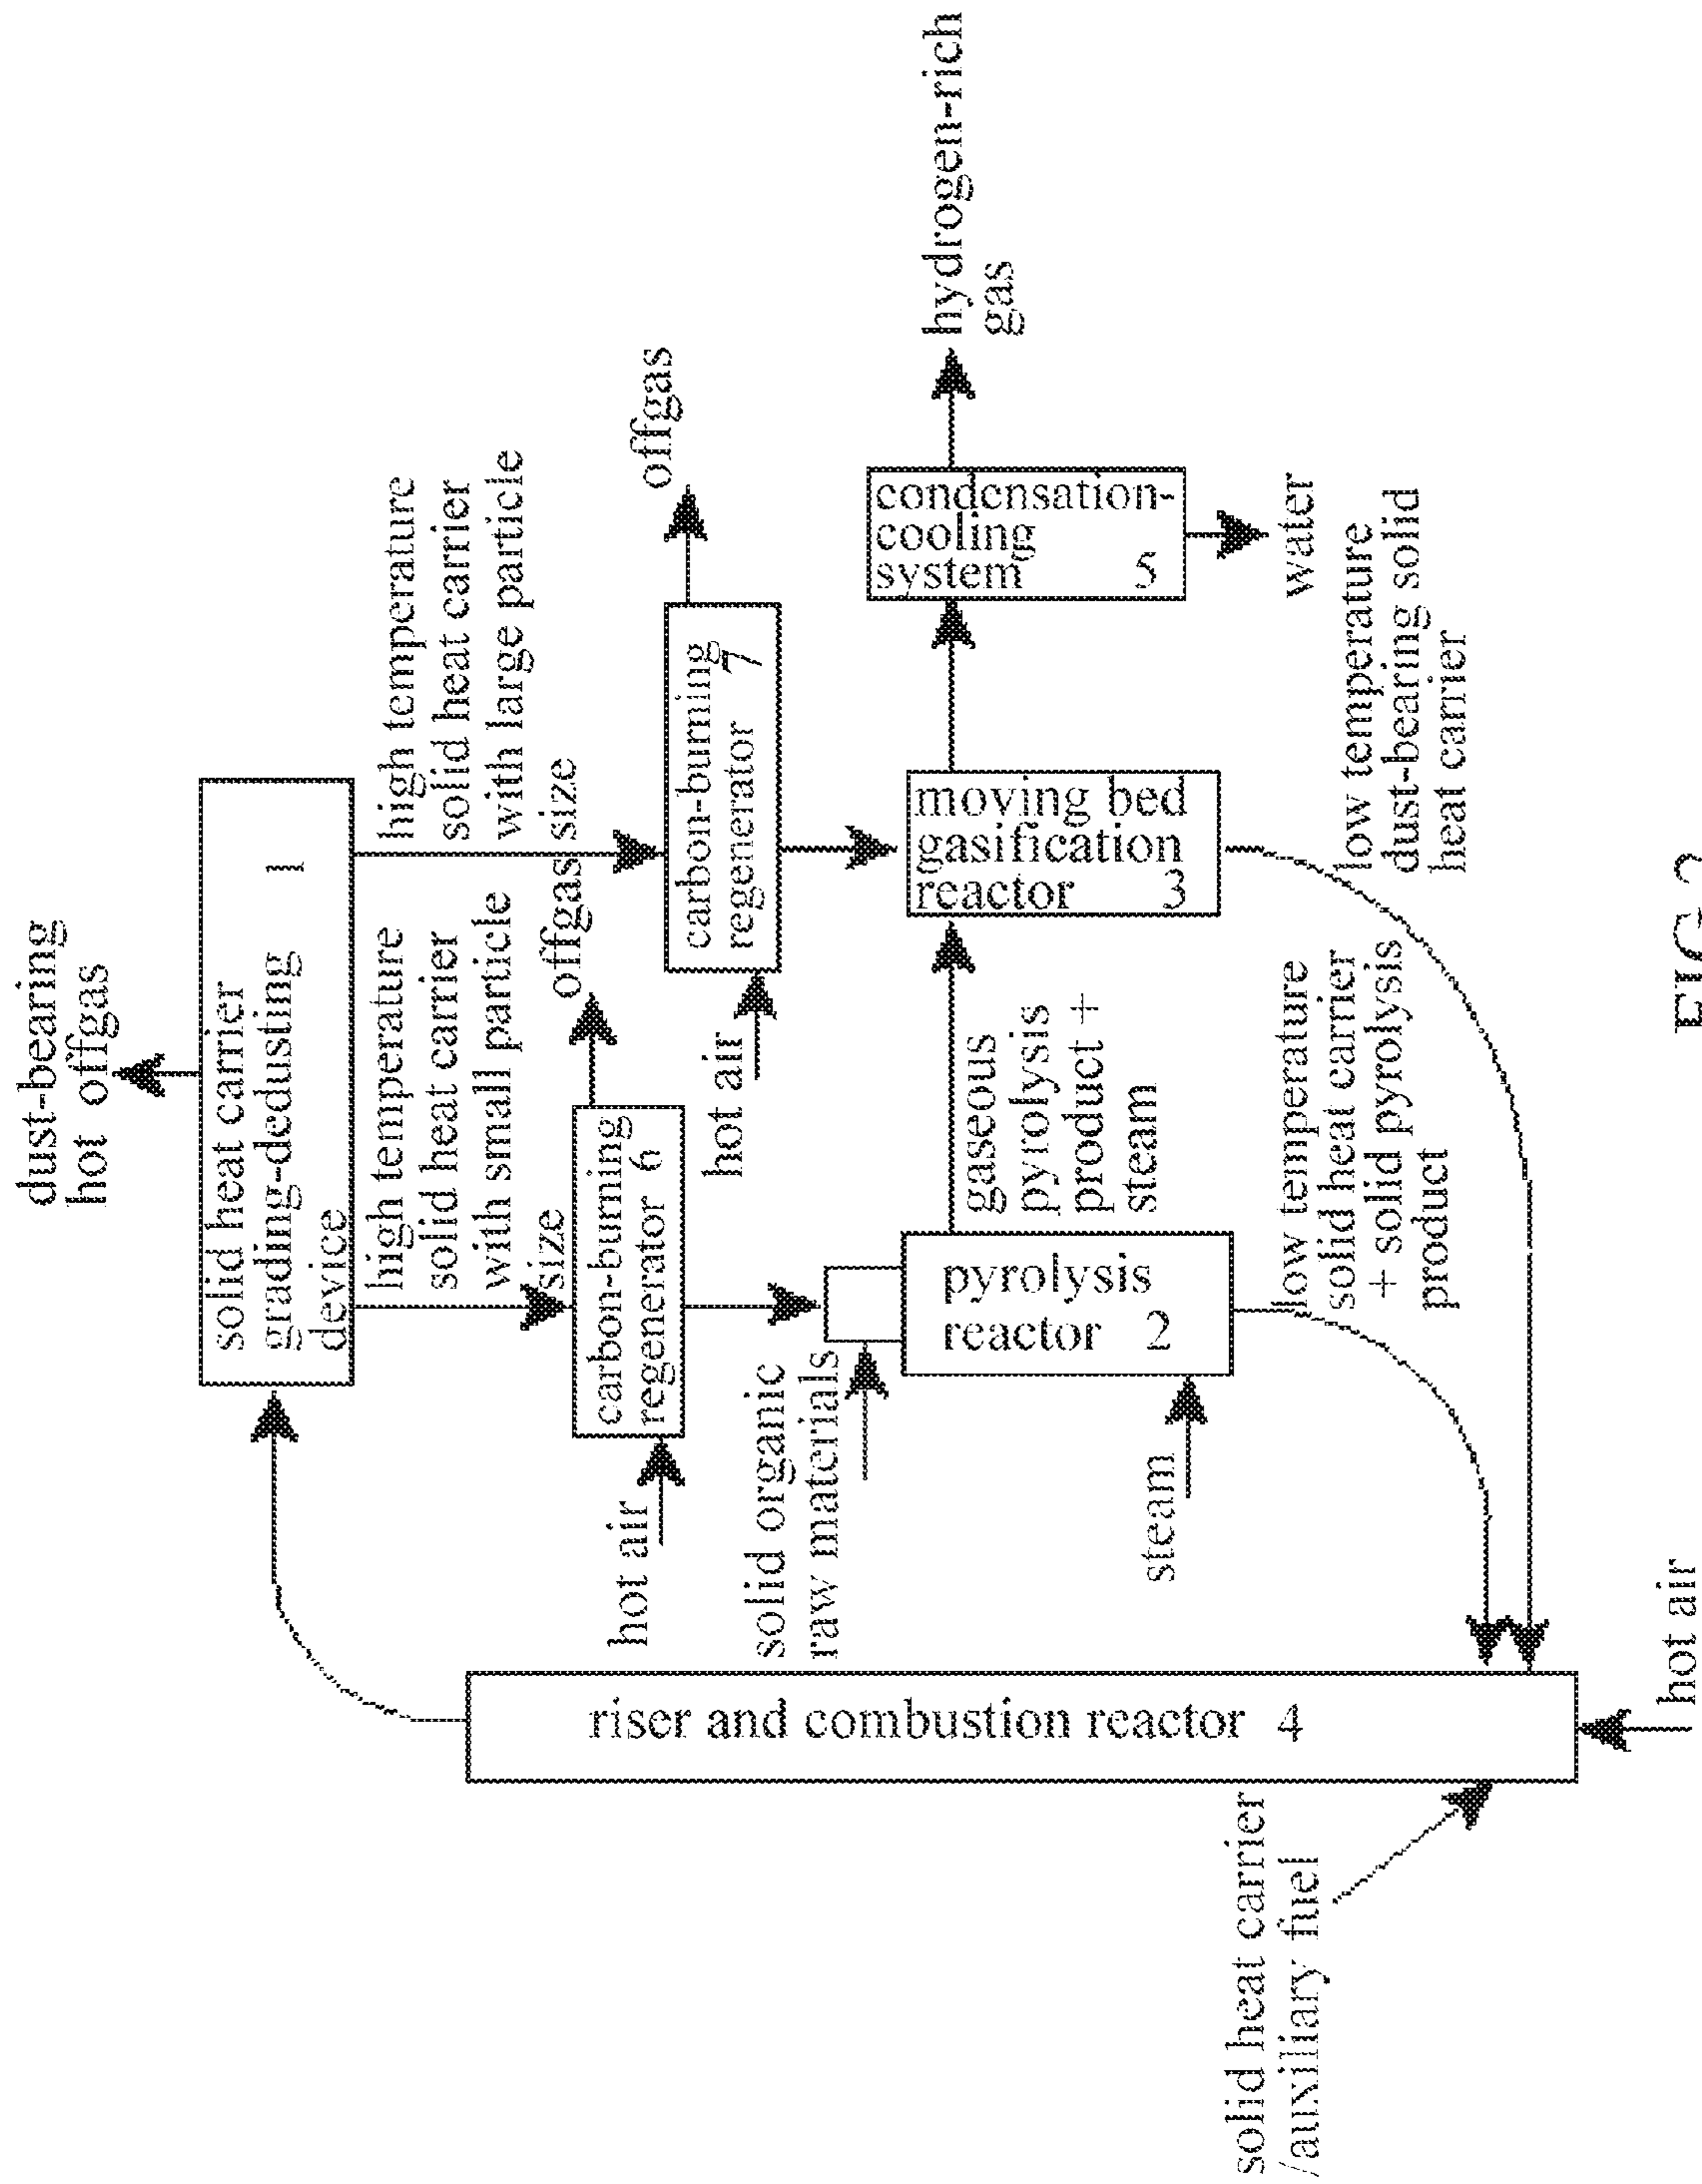 dust-bearing
hot offgas
solid heat carrier
grading-dedusting 1
device
high temperature
solid heat carrier
with small particle
size
high temperature
solid heat carrier
with large particle
size
offgas
carbon-burning
regenerator 6
hot air
offgas
carbon-burning
regenerator 7
hot air
solid organic
raw materials
pyrolysis
reactor 2
steam
gaseous
pyrolysis
product +
steam
moving bed
gasification
reactor 3
condensation-
cooling
system 5
hydrogen-rich
gas
water
low temperature
dust-bearing solid
heat carrier
low temperature
solid heat carrier
+ solid pyrolysis
product
riser and combustion reactor 4
solid heat carrier
/auxiliary fuel
hot air